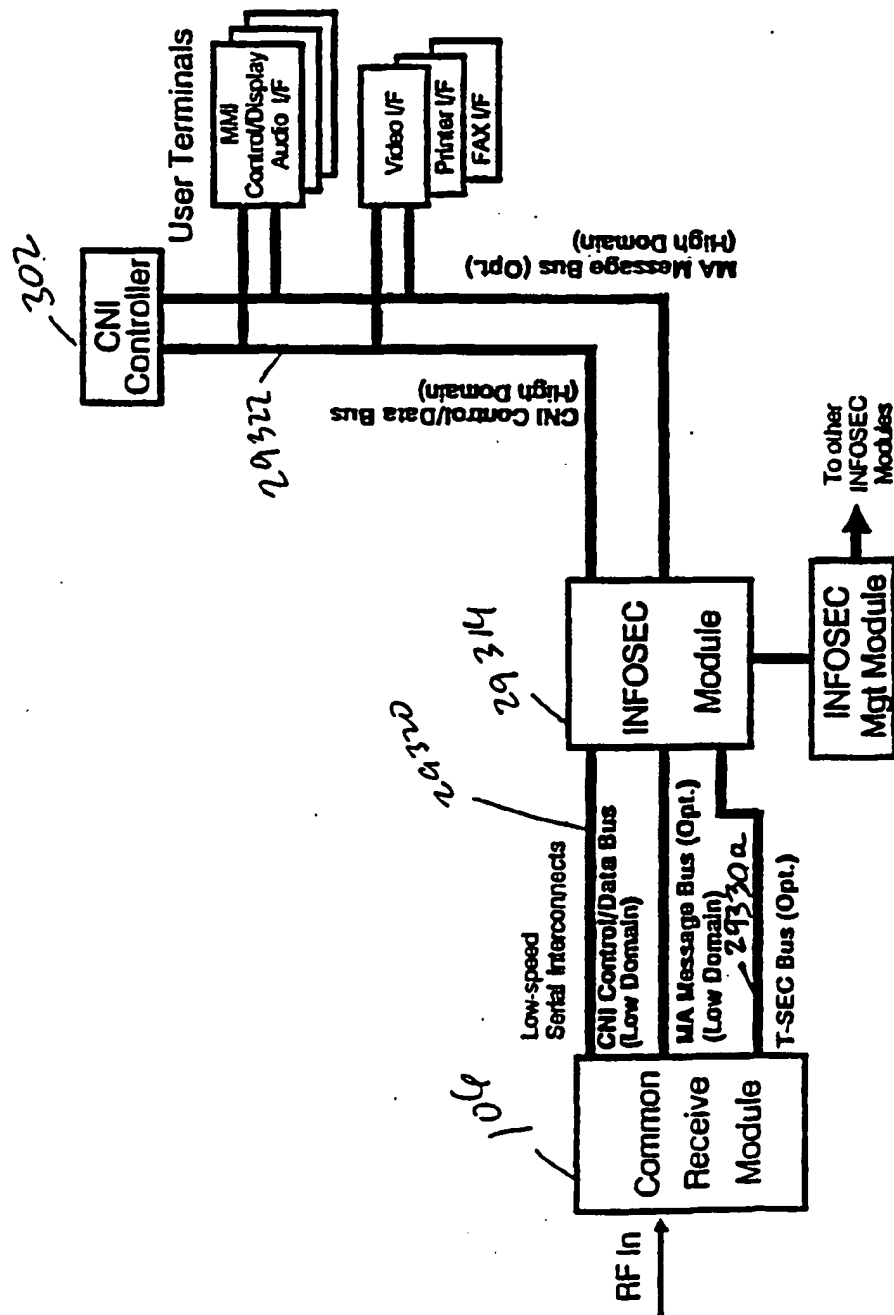 302
CNI
Controller
User Terminals
MMI
Control/Display
Audio I/F
Video I/F
Printer I/F
FAX I/F
29322
CNI Control/Data Bus
(High Domain)
MA Message Bus (Opt.)
(High Domain)
RF In
104
Common
Receive
Module
Low-speed
Serial Interconnects
29320
CNI Control/Data Bus
(Low Domain)
MA Message Bus (Opt.)
(Low Domain)
29330a
T-SEC Bus (Opt.)
29314
INFOSEC
Module
INFOSEC
Mgt Module
To other
INFOSEC
Modules